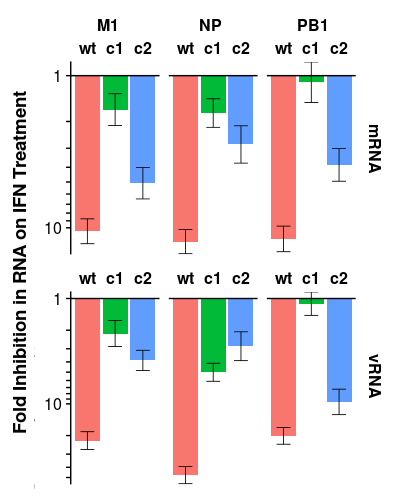 M1 NP PB1
wt c1 c2 wt c1 c2 wt c1 c2
1
10
mRNA
Fold Inhibition in RNA on IFN Treatment
wt c1 c2 wt c1 c2 wt c1 c2
1
10
vRNA